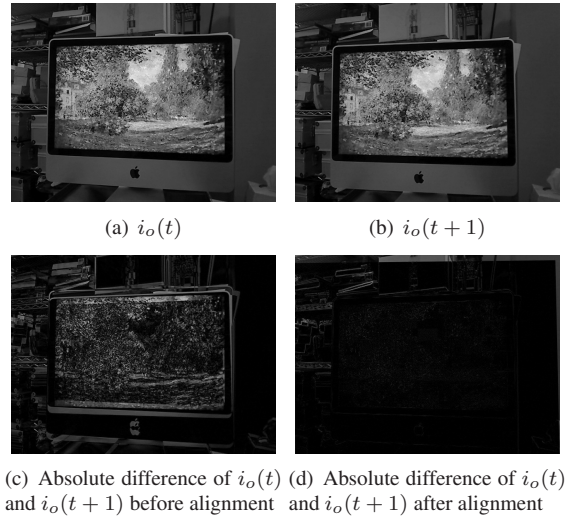 (a) i_o(t)
(b) i_o(t + 1)
(c) Absolute difference of i_o(t)
and i_o(t + 1) before alignment
(d) Absolute difference of i_o(t)
and i_o(t + 1) after alignment